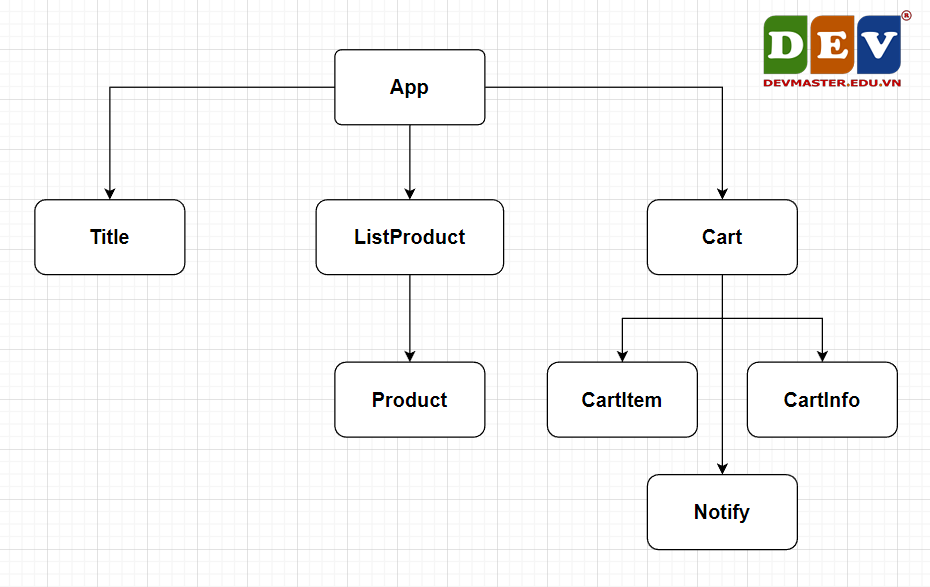 DEV
®
DEVMASTER.EDU.VN
App
Title
ListProduct
Cart
Product
CartItem
CartInfo
Notify